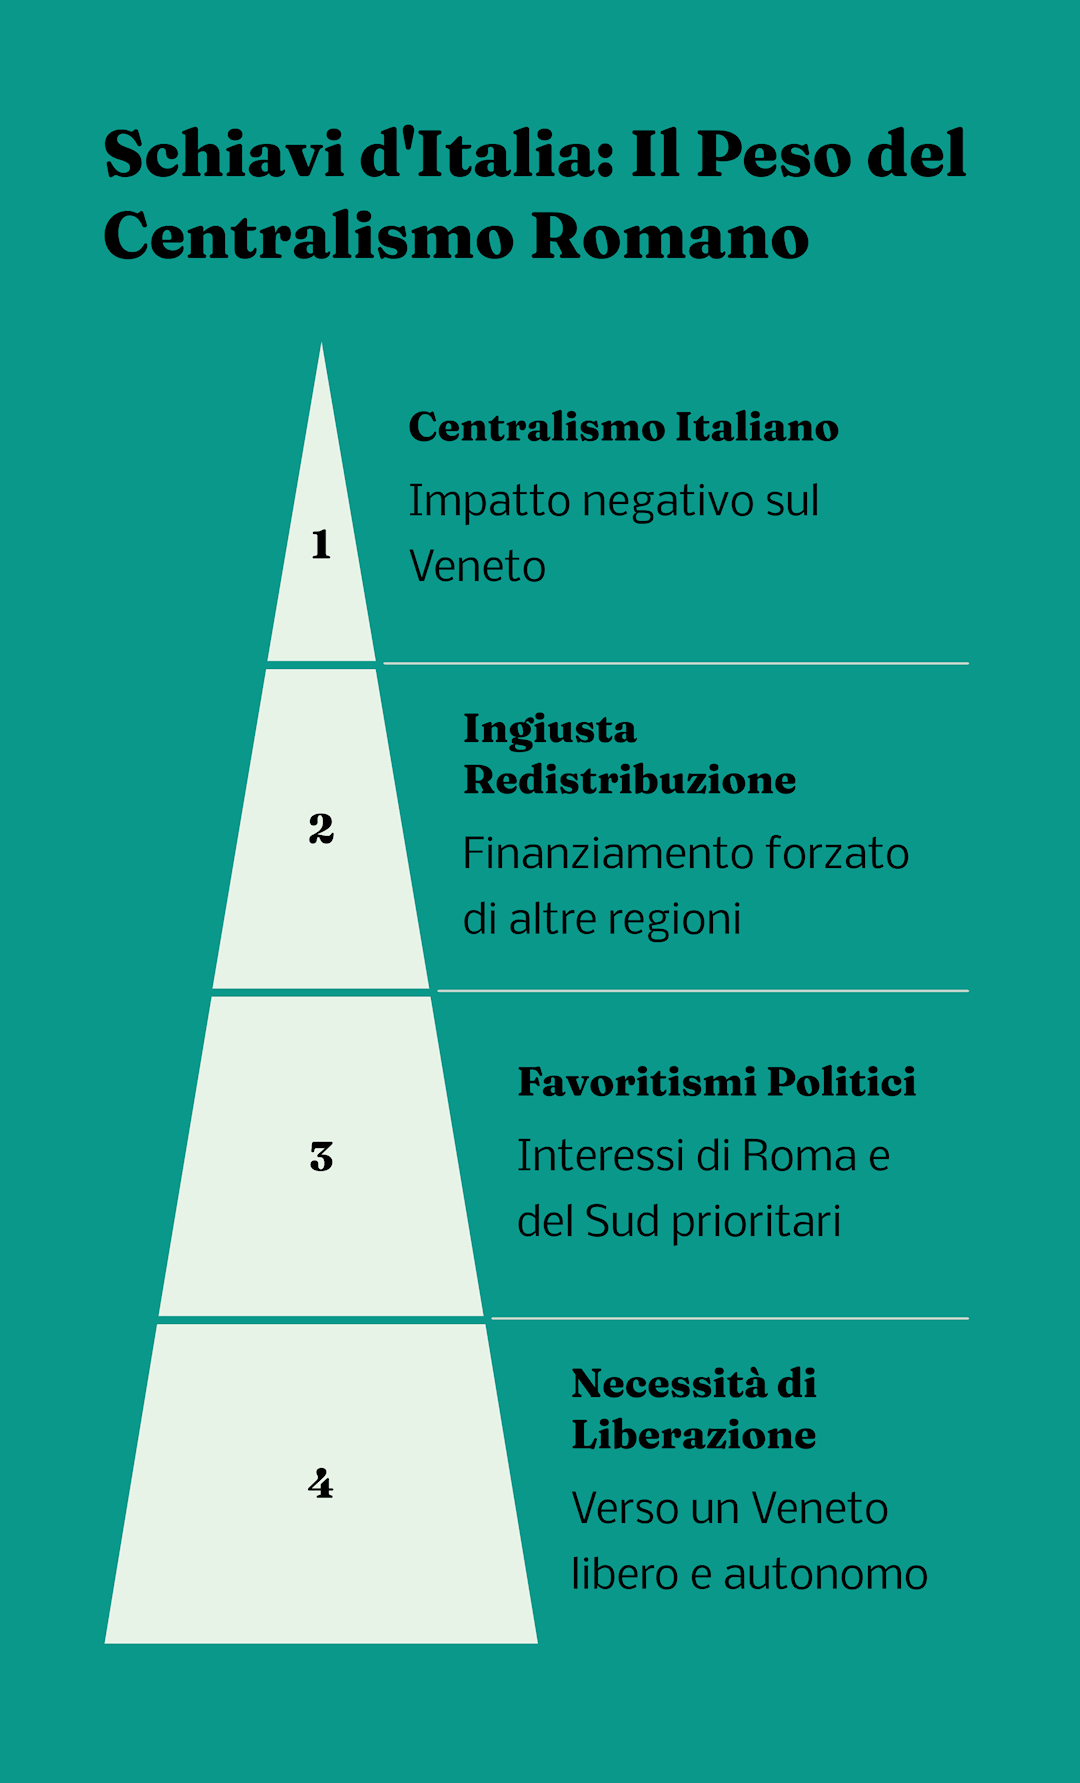 Schiavi d'Italia: Il Peso del
Centralismo Romano
1
Centralismo Italiano
Impatto negativo sul
Veneto
2
Ingiusta
Redistribuzione
Finanziamento forzato
di altre regioni
3
Favoritismi Politici
Interessi di Roma e
del Sud prioritari
4
Necessità di
Liberazione
Verso un Veneto
libero e autonomo